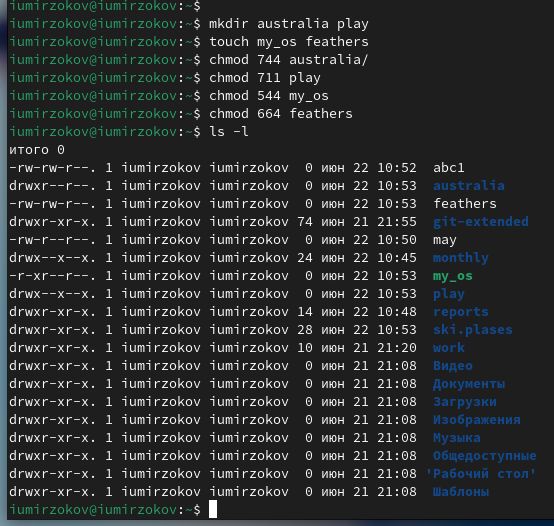 iumirzokov@iumirzokov:~$
iumirzokov@iumirzokov:~$ mkdir australia play
iumirzokov@iumirzokov:~$ touch my_os feathers
iumirzokov@iumirzokov:~$ chmod 744 australia/
iumirzokov@iumirzokov:~$ chmod 711 play
iumirzokov@iumirzokov:~$ chmod 544 my_os
iumirzokov@iumirzokov:~$ chmod 664 feathers
iumirzokov@iumirzokov:~$ ls -l
итого 0
-rw-rw-r--. 1 iumirzokov iumirzokov 0 июн 22 10:52 abc1
drwxr--r--. 1 iumirzokov iumirzokov 0 июн 22 10:53 australia
-rw-rw-r--. 1 iumirzokov iumirzokov 0 июн 22 10:53 feathers
drwxr-xr-x. 1 iumirzokov iumirzokov 74 июн 21 21:55 git-extended
-rw-r--r--. 1 iumirzokov iumirzokov 0 июн 22 10:50 may
drwx--x--x. 1 iumirzokov iumirzokov 24 июн 22 10:45 monthly
-r-xr--r--. 1 iumirzokov iumirzokov 0 июн 22 10:53 my_os
drwx--x--x. 1 iumirzokov iumirzokov 0 июн 22 10:53 play
drwxr-xr-x. 1 iumirzokov iumirzokov 14 июн 22 10:48 reports
drwxr-xr-x. 1 iumirzokov iumirzokov 28 июн 22 10:53 ski.plases
drwxr-xr-x. 1 iumirzokov iumirzokov 10 июн 21 21:20 work
drwxr-xr-x. 1 iumirzokov iumirzokov 0 июн 21 21:08 Видео
drwxr-xr-x. 1 iumirzokov iumirzokov 0 июн 21 21:08 Документы
drwxr-xr-x. 1 iumirzokov iumirzokov 0 июн 21 21:08 Загрузки
drwxr-xr-x. 1 iumirzokov iumirzokov 0 июн 21 21:08 Изображения
drwxr-xr-x. 1 iumirzokov iumirzokov 0 июн 21 21:08 Музыка
drwxr-xr-x. 1 iumirzokov iumirzokov 0 июн 21 21:08 Общедоступные
drwxr-xr-x. 1 iumirzokov iumirzokov 0 июн 21 21:08 'Рабочий стол'
drwxr-xr-x. 1 iumirzokov iumirzokov 0 июн 21 21:08 Шаблоны
iumirzokov@iumirzokov:~$